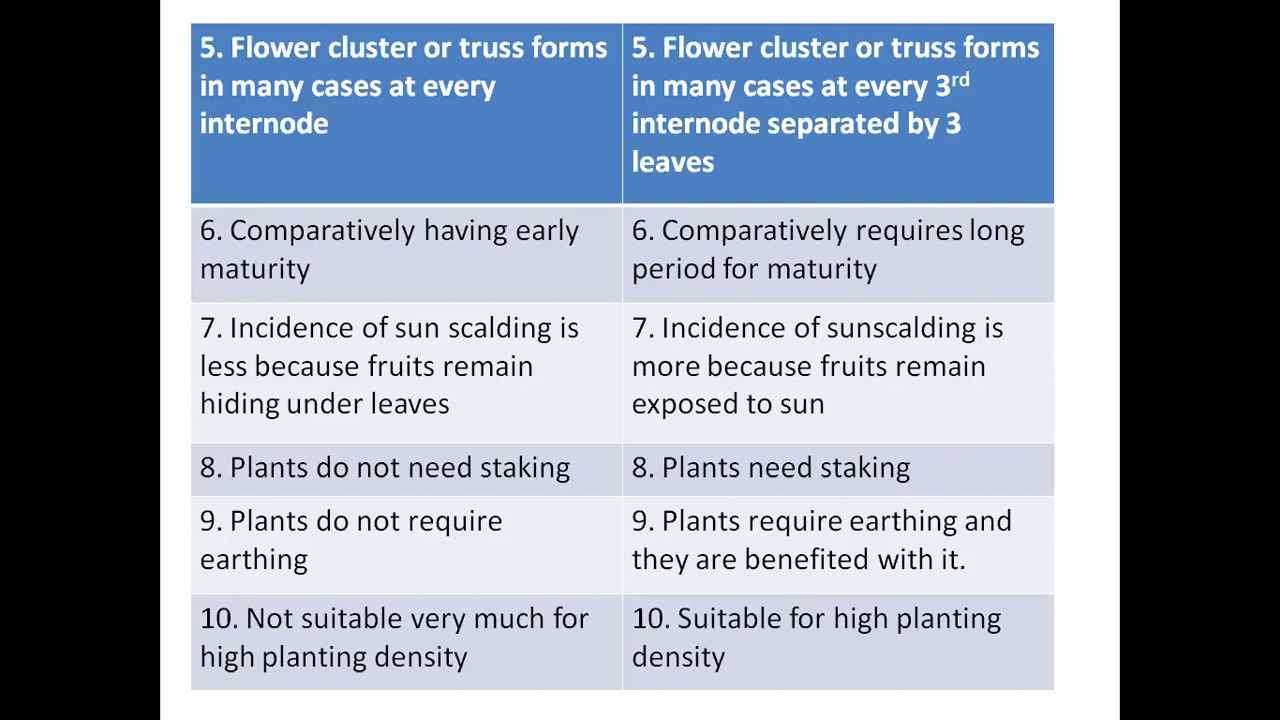 5. Flower cluster or truss forms
in many cases at every
internode
5. Flower cluster or truss forms
in many cases at every 3rd
internode separated by 3
leaves
6. Comparatively having early
maturity
6. Comparatively requires long
period for maturity
7. Incidence of sun scalding is
less because fruits remain
hiding under leaves
7. Incidence of sunscalding is
more because fruits remain
exposed to sun
8. Plants do not need staking
8. Plants need staking
9. Plants do not require
earthing
9. Plants require earthing and
they are benefited with it.
10. Not suitable very much for
high planting density
10. Suitable for high planting
density